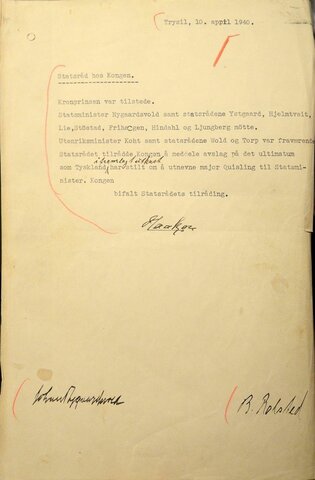 Trysil, 10. april 1940.
Statsråd hos Kongen.
Kronprinsen var tilstede.
Statsminister Nygaardsvold samt statsrådene Ystgaard, Hjelmtveit,
Lie, Støstad, Frihagen, Hindahl og Ljungberg møtte.
Utenriksminister Koht samt statsrådene Wold og Torp var fraværende
Statsrådet tilrådde Kongen å meddele avslag på det ultimatum
som Tyskland har stilt om å utnevne major Quisling til Statsmi-
nister. Kongen
bifalt Statsrådets tilråding.
Haakon
Johan Nygaardsvold
B. Rolsted